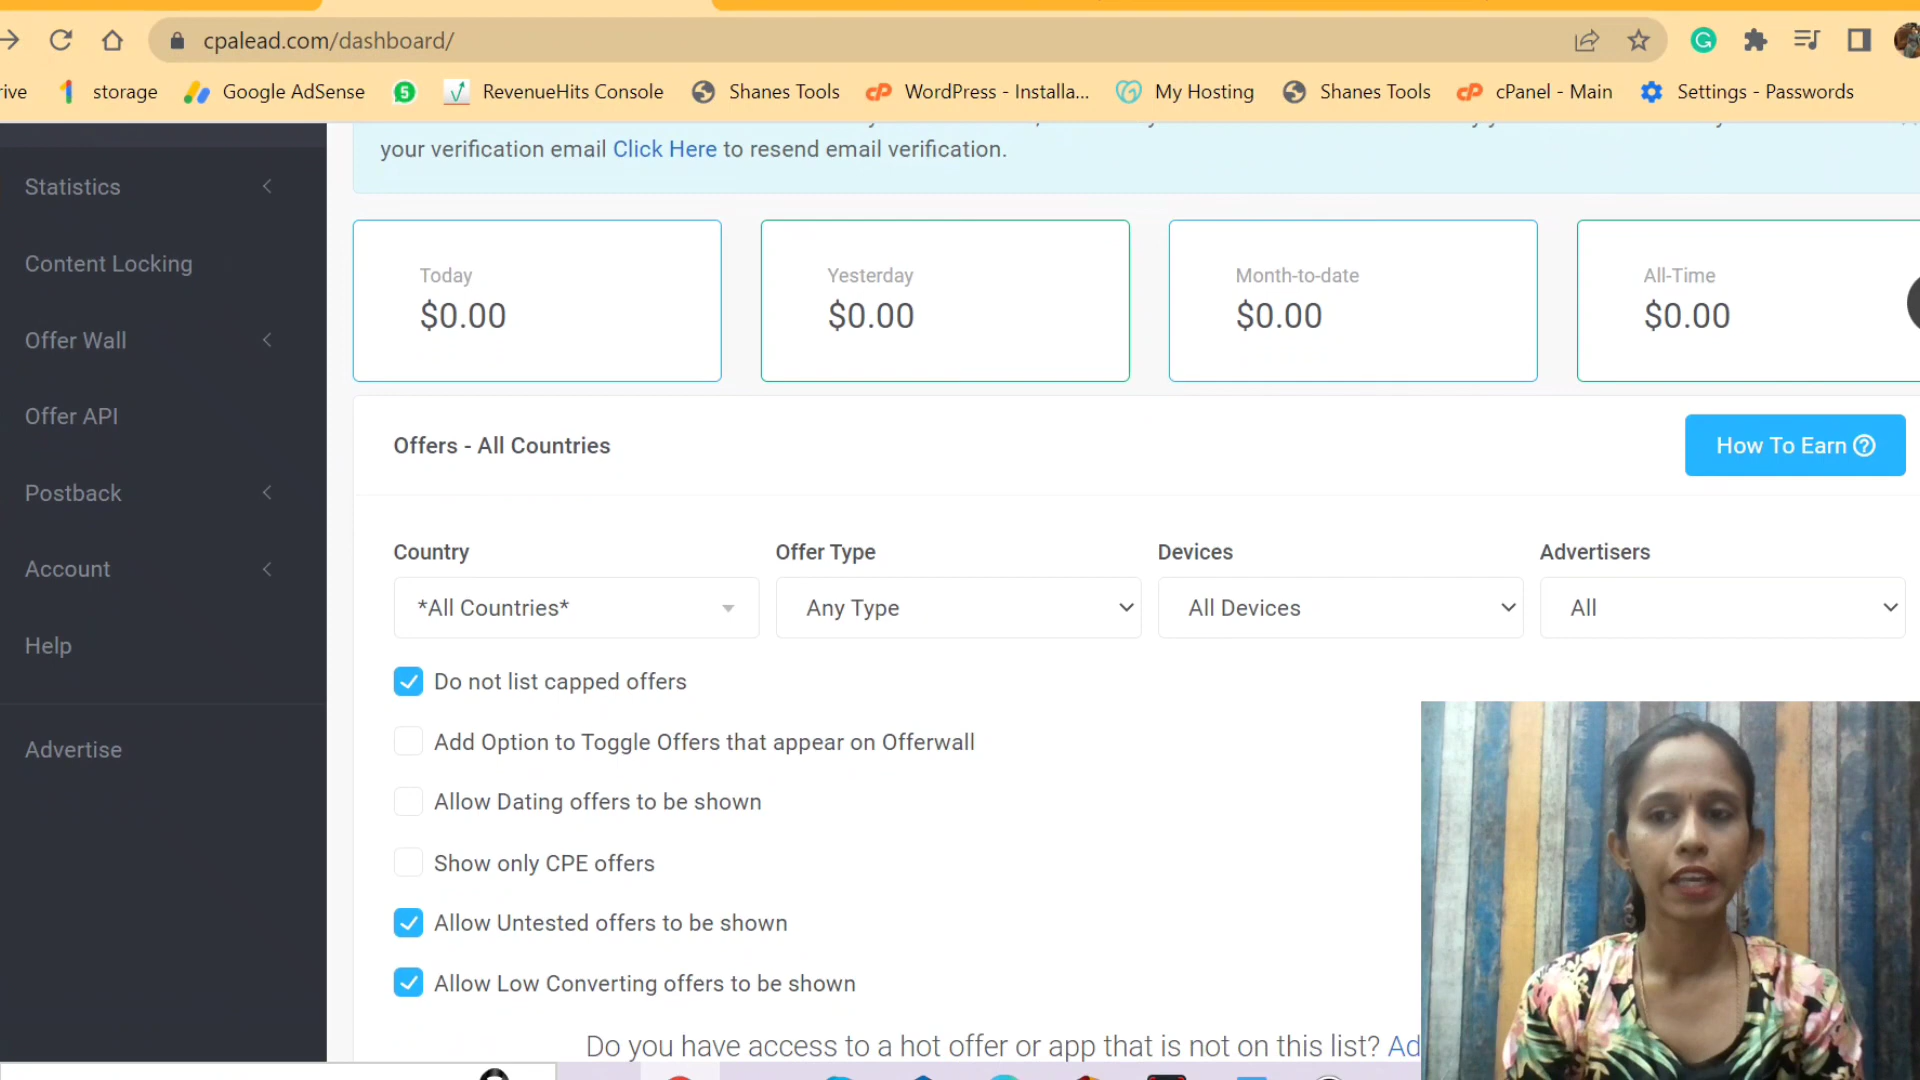 cpalead.com/dashboard/
rive storage Google AdSense 5 RevenueHits Console Shanes Tools cP WordPress - Installa... My Hosting Shanes Tools cP cPanel - Main Settings - Passwords
your verification email Click Here to resend email verification.
Statistics
Content Locking
Offer Wall
Offer API
Postback
Account
Help
Advertise
Today
$0.00
Yesterday
$0.00
Month-to-date
$0.00
All-Time
$0.00
Offers - All Countries
How To Earn ?
Country
Offer Type
Devices
Advertisers
*All Countries*
Any Type
All Devices
All
Do not list capped offers
Add Option to Toggle Offers that appear on Offerwall
Allow Dating offers to be shown
Show only CPE offers
Allow Untested offers to be shown
Allow Low Converting offers to be shown
Do you have access to a hot offer or app that is not on this list? Ad